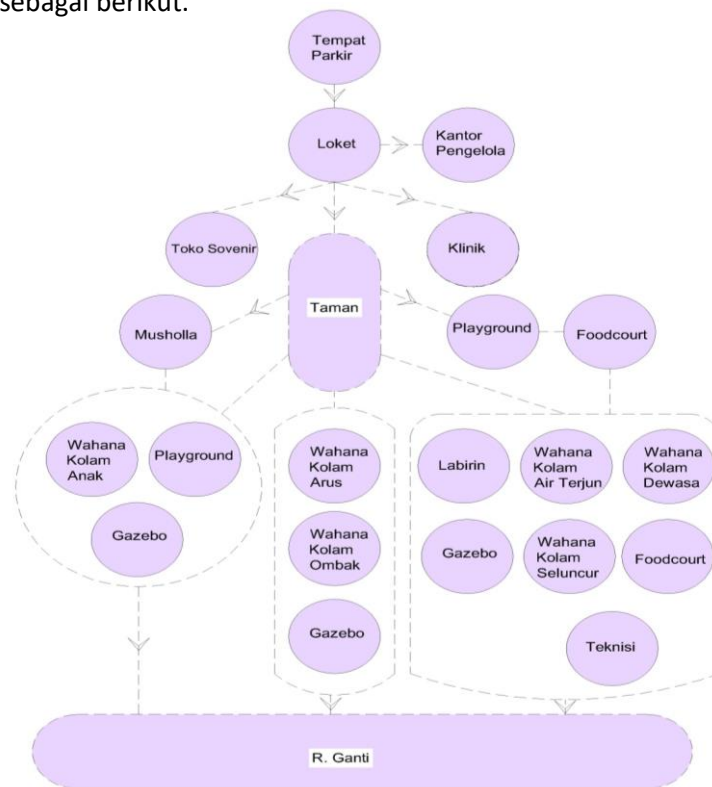 sebagai berikut.
Tempat
Parkir
Loket
Kantor
Pengelola
Toko Sovenir
Klinik
Taman
Musholla
Playground
Foodcourt
Wahana
Kolam
Anak
Playground
Gazebo
Wahana
Kolam
Arus
Wahana
Kolam
Ombak
Gazebo
Labirin
Wahana
Kolam
Air Terjun
Wahana
Kolam
Dewasa
Gazebo
Wahana
Kolam
Seluncur
Foodcourt
Teknisi
R. Ganti